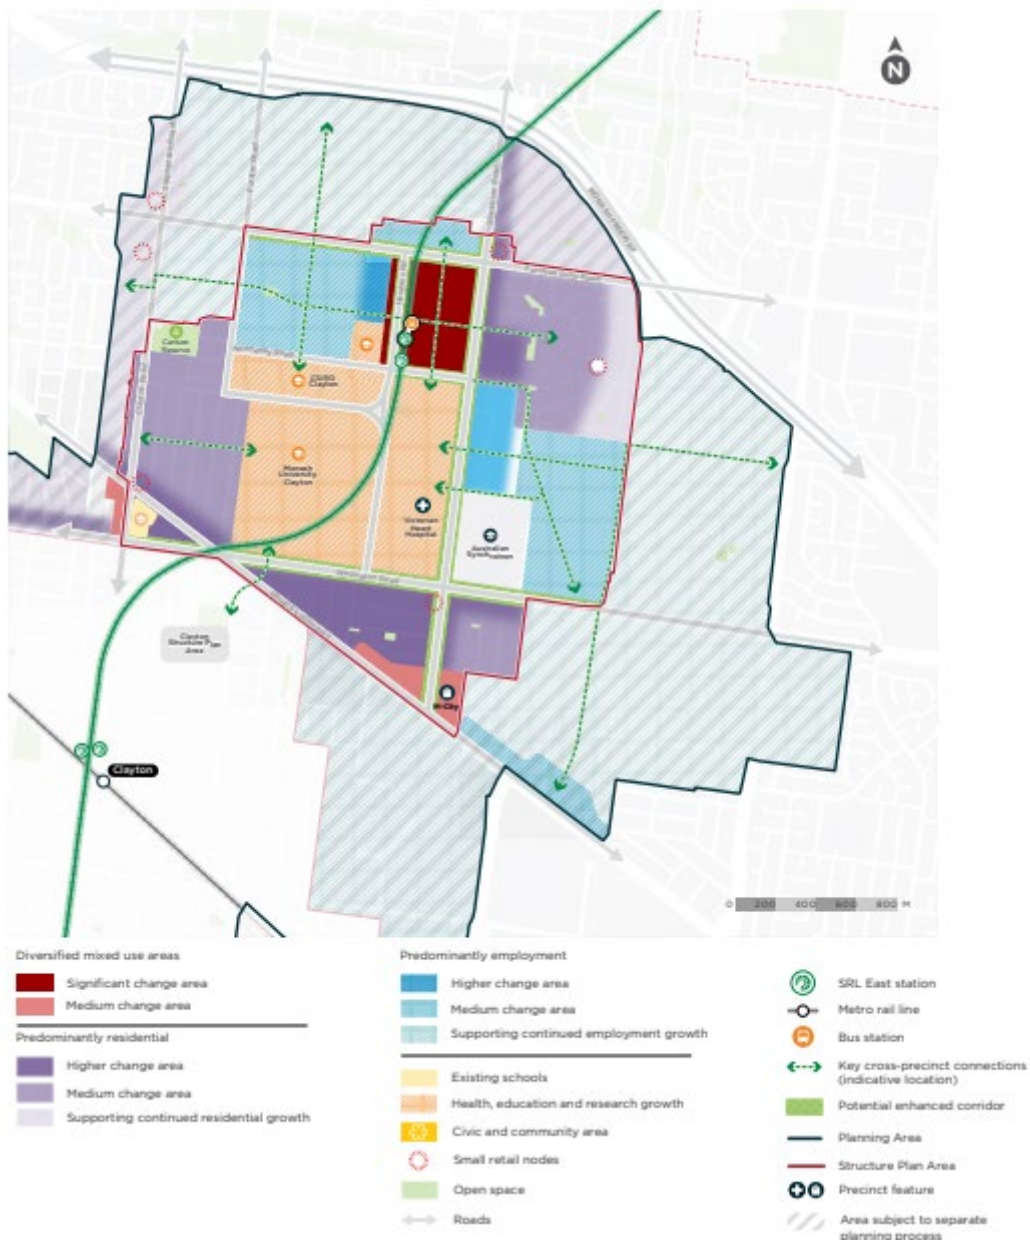 N
Carlson
Reserve
CSIRO
Clayton
Monash
University
Clayton
Victorian
Heart
Hospital
Australian
Synchrotron
Clayton
Structure Plan
Area
M-City
Clayton
0 200 400 600 800 M
Diversified mixed use areas
Significant change area
Medium change area
Predominantly residential
Higher change area
Medium change area
Supporting continued residential growth
Predominantly employment
Higher change area
Medium change area
Supporting continued employment growth
Existing schools
Health, education and research growth
Civic and community area
Small retail nodes
Open space
Roads
SRL East station
Metro rail line
Bus station
Key cross-precinct connections
(indicative location)
Potential enhanced corridor
Planning Area
Structure Plan Area
Precinct feature
Area subject to separate
planning process